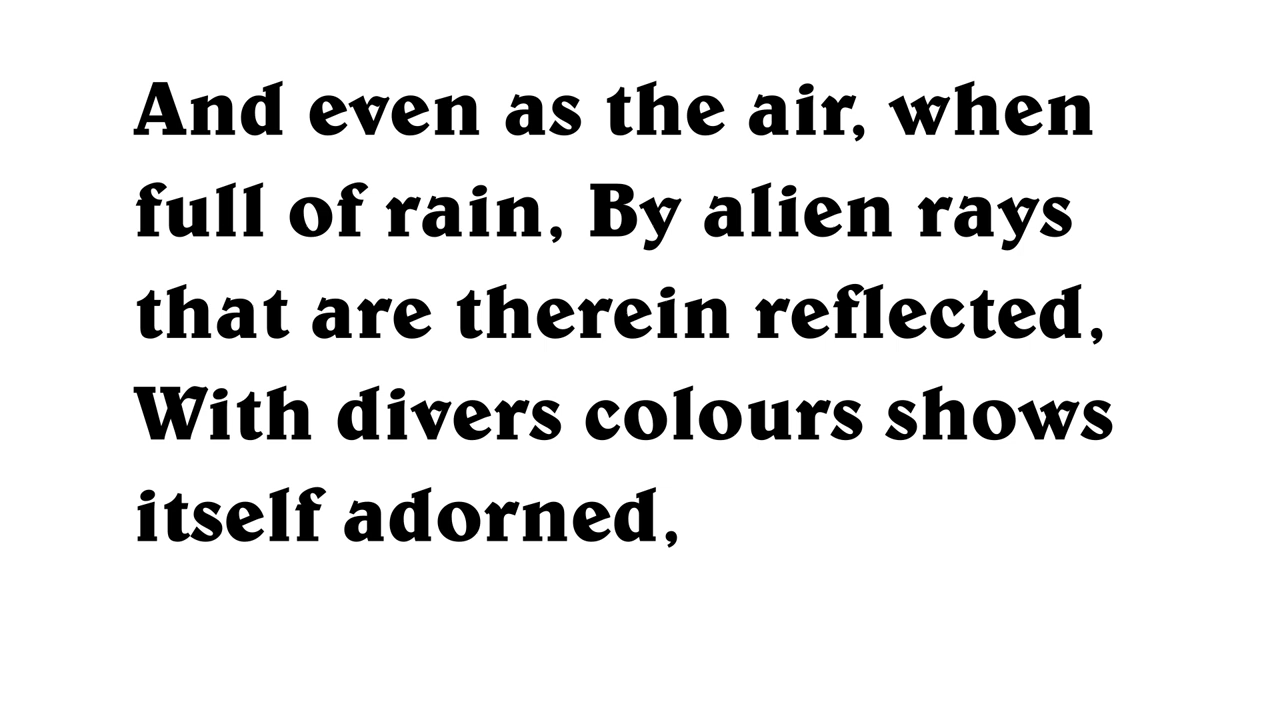 And even as the air, when
full of rain, By alien rays
that are therein reflected,
With divers colours shows
itself adorned,